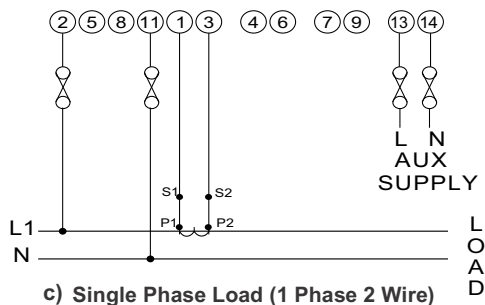 2 5 8 11 1 3 4 6 7 9 13 14
L N
AUX
SUPPLY
S1 S2
P1 P2
L1
N
LOAD
c) Single Phase Load (1 Phase 2 Wire)